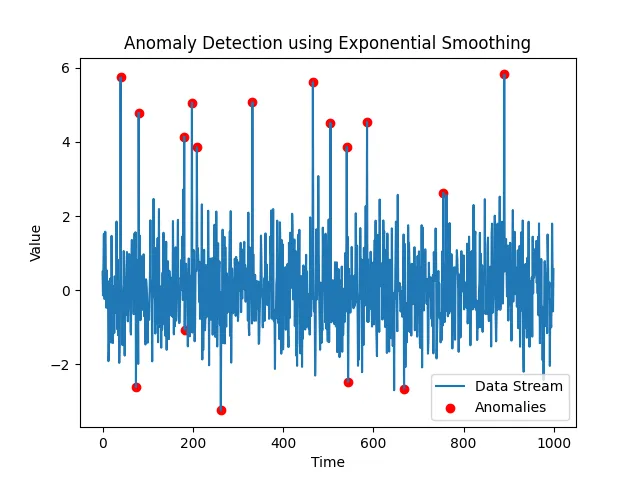 Anomaly Detection using Exponential Smoothing
6
4
2
0
−2
Value
0
200
400
600
800
1000
Time
Data Stream
Anomalies